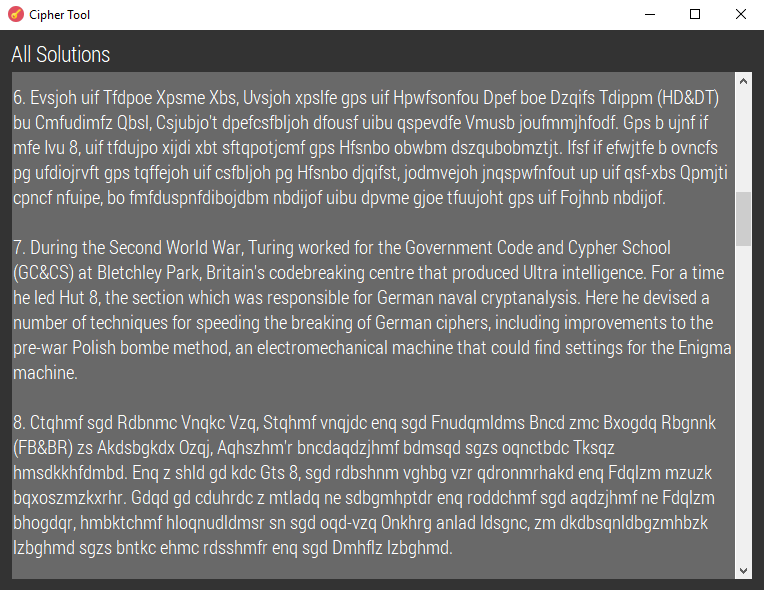 Cipher Tool
All Solutions
6. Evsjoh uif Tfdpoe Xpsme Xbs, Uvsjoh xpslfe gps uif Hpwfsonfou Dpef boe Dzqifs Tdippm (HD&DT)
bu Cmfudimfz Qbsl, Csjubjo't dpefcsfbljoh dfousf uibu qspevdfe Vmusb joufmmjhfodf. Gps b ujnf if
mfe Ivu 8, uif tfdujpo xijdi xbt sftqpotjcmf gps Hfsnbo obwbm dszqubobmztjt. Ifsf if efwjtfe b ovncfs
pg ufdiojrvft gps tqffejoh uif csfbljoh pg Hfsnbo djqifst, jodmvejoh jnqspwfnfout up uif qsf-xbs Qpmjti
cpncf nfuipe, bo fmfduspnfdibojdbm nbdijof uibu dpvme gjoe tfuujoht gps uif Fojhnb nbdijof.
7. During the Second World War, Turing worked for the Government Code and Cypher School
(GC&CS) at Bletchley Park, Britain's codebreaking centre that produced Ultra intelligence. For a time
he led Hut 8, the section which was responsible for German naval cryptanalysis. Here he devised a
number of techniques for speeding the breaking of German ciphers, including improvements to the
pre-war Polish bombe method, an electromechanical machine that could find settings for the Enigma
machine.
8. Ctqhmf sgd Rdbnmc Vnqkc Vzq, Stqhmf vnqjdc enq sgd Fnudqmldms Bncd zmc Bxogdq Rbgnnk
(FB&BR) zs Akdsbgkdx Ozqj, Aqhszhm'r bncdaqdzjhmf bdmsqd sgzs oqnctbdc Tksqz
hmsdkkhfdmbd. Enq z shld gd kdc Gts 8, sgd rdbshnm vghbg vzr qdronmrhakd enq Fdqlzm mzuzk
bqxoszmzkxrhr. Gdqd gd cduhrdc z mtladq ne sdbgmhptdr enq roddchmf sgd aqdzjhmf ne Fdqlzm
bhogdqr, hmbktchmf hloqnudldmsr sn sgd oqd-vzq Onkhrg anlad ldsgnc, zm dkdbsqnldbgzmhbzk
lzbghmd sgzs bntkc ehmc rdsshmfr enq sgd Dmhflz lzbghmd.